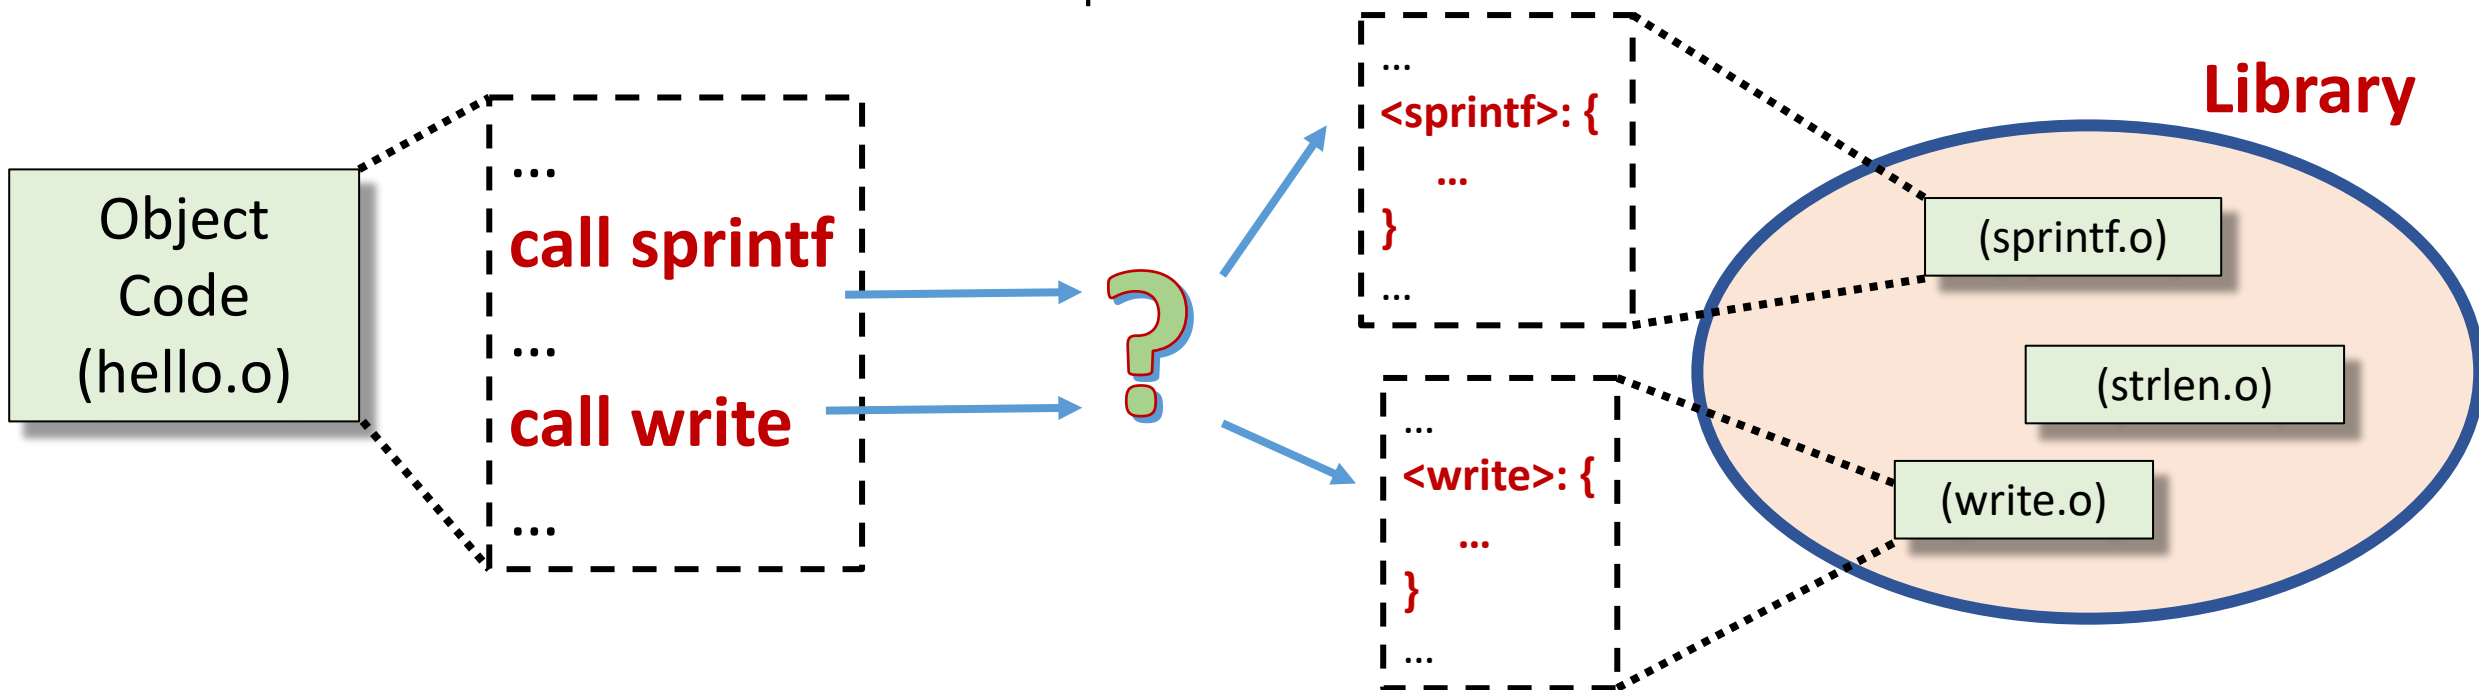 Object
Code
(hello.o)
...
call sprintf
...
call write
...
?
...
<sprintf>: {
...
}
...
...
<write>: {
...
}
...
Library
(sprintf.o)
(strlen.o)
(write.o)